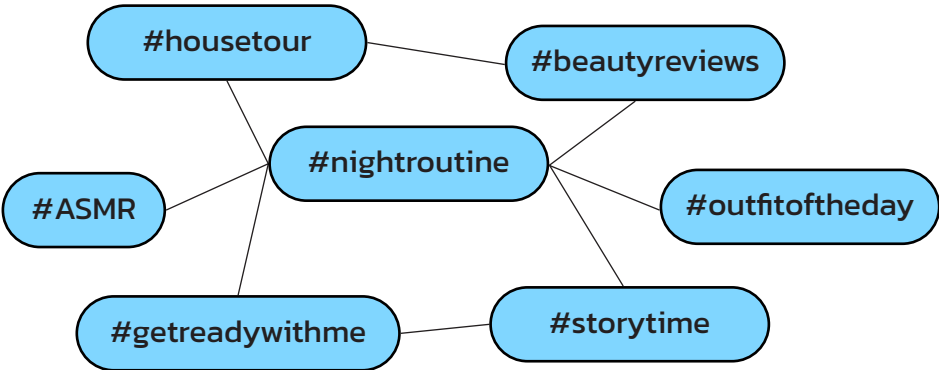 #housetour
#beautyreviews
#nightroutine
#ASMR
#outfitoftheday
#getreadywithme
#storytime